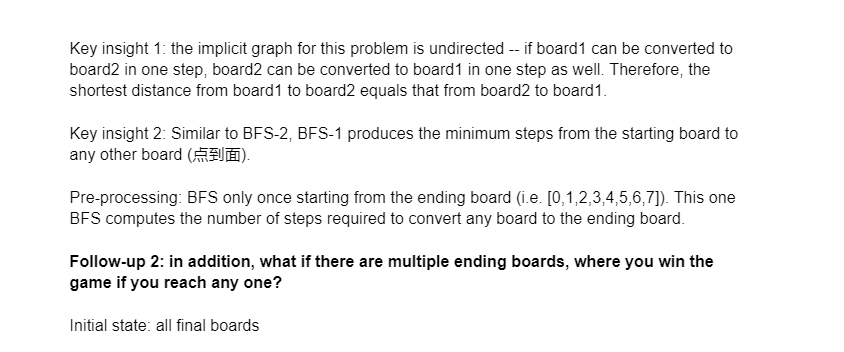 Key insight 1: the implicit graph for this problem is undirected -- if board1 can be converted to
board2 in one step, board2 can be converted to board1 in one step as well. Therefore, the
shortest distance from board1 to board2 equals that from board2 to board1.
Key insight 2: Similar to BFS-2, BFS-1 produces the minimum steps from the starting board to
any other board (点到面).
Pre-processing: BFS only once starting from the ending board (i.e. [0,1,2,3,4,5,6,7]). This one
BFS computes the number of steps required to convert any board to the ending board.
Follow-up 2: in addition, what if there are multiple ending boards, where you win the
game if you reach any one?
Initial state: all final boards